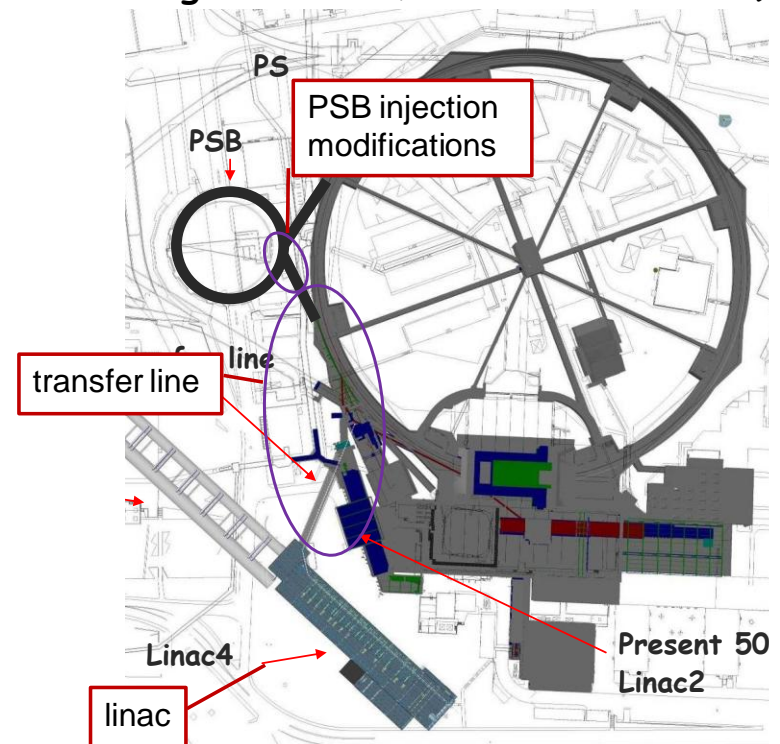 PS
PSB injection
modifications
PSB
line
transfer line
Linac4
Present 50
Linac2
linac